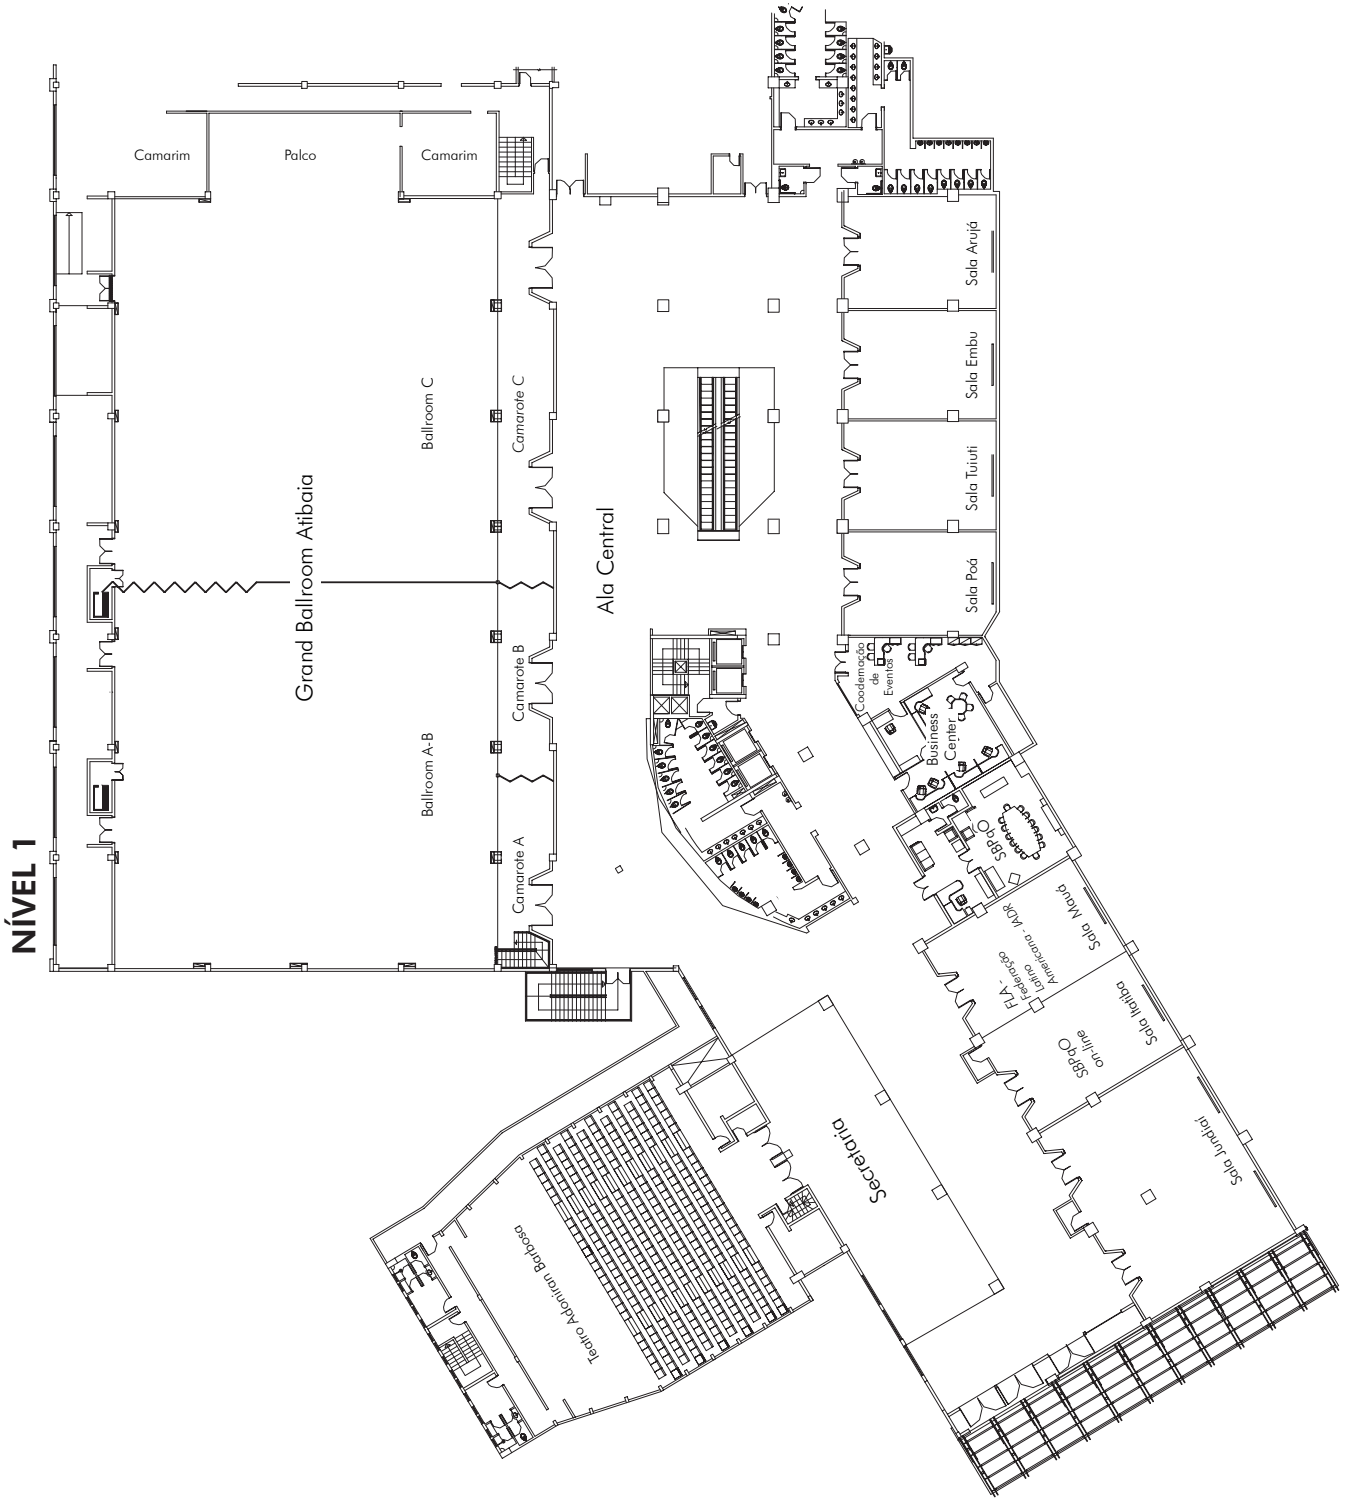 NÍVEL 1
Camarim
Palco
Camarim
Grand Ballroom Atibaia
Ballroom C
Ballroom A-B
Camarote C
Camarote B
Camarote A
Ala Central
Sala Arujá
Sala Embu
Sala Tuiuti
Sala Poá
Coodernação
de
Eventos
Business
Center
SBPqO
Sala Mauá
FLA -
Federação
Latino
Americana - IADR
Sala Itatiba
SBPqO
on-line
Sala Jundiaí
Secretaria
Teatro Adoniran Barbosa